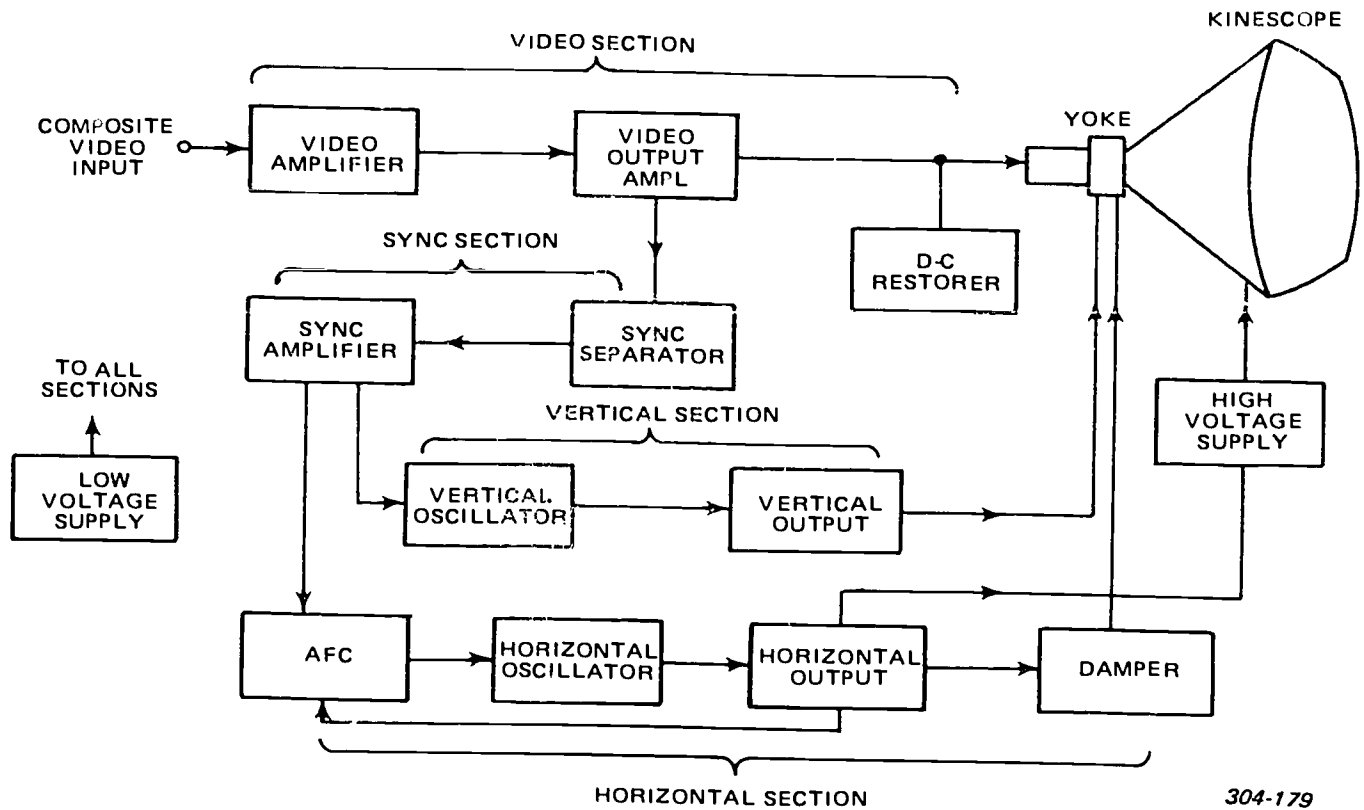 KINESCOPE
VIDEO SECTION
COMPOSITE
VIDEO
INPUT
VIDEO
AMPLIFIER
VIDEO
OUTPUT
AMPL
YOKE
SYNC SECTION
D-C
RESTORER
SYNC
AMPLIFIER
SYNC
SEPARATOR
TO ALL
SECTIONS
LOW
VOLTAGE
SUPPLY
VERTICAL SECTION
HIGH
VOLTAGE
SUPPLY
VERTICAL
OSCILLATOR
VERTICAL
OUTPUT
AFC
HORIZONTAL
OSCILLATOR
HORIZONTAL
OUTPUT
DAMPER
HORIZONTAL SECTION
304-179